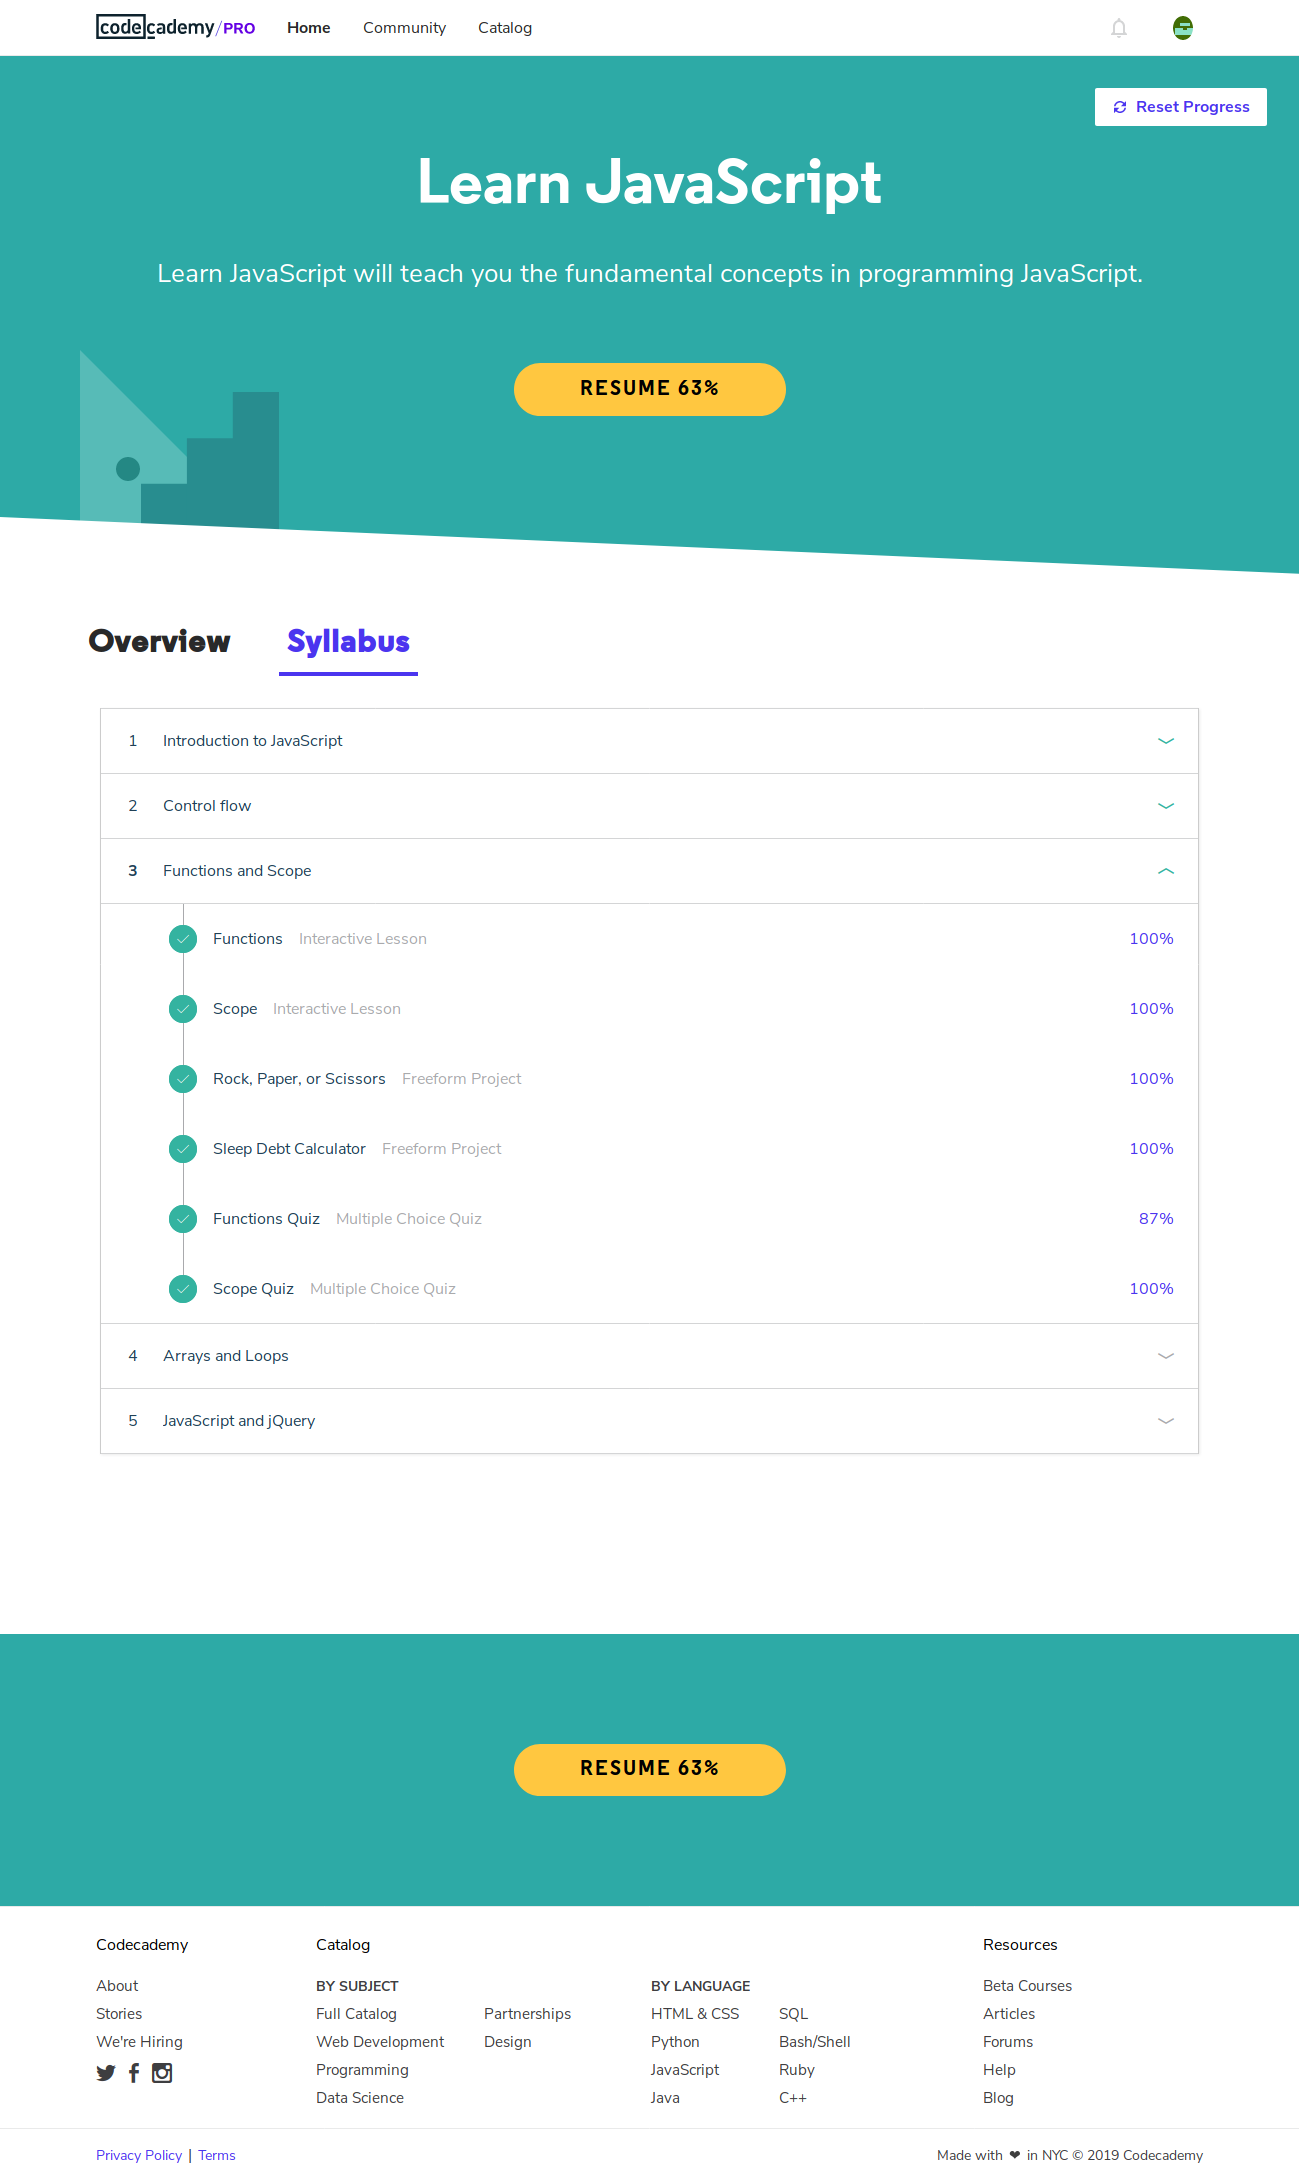 codecademy/PRO Home Community Catalog
Reset Progress
Learn JavaScript
Learn JavaScript will teach you the fundamental concepts in programming JavaScript.
RESUME 63%
Overview Syllabus
1 Introduction to JavaScript
2 Control flow
3 Functions and Scope
Functions Interactive Lesson 100%
Scope Interactive Lesson 100%
Rock, Paper, or Scissors Freeform Project 100%
Sleep Debt Calculator Freeform Project 100%
Functions Quiz Multiple Choice Quiz 87%
Scope Quiz Multiple Choice Quiz 100%
4 Arrays and Loops
5 JavaScript and jQuery
RESUME 63%
Codecademy Catalog Resources
About BY SUBJECT BY LANGUAGE Beta Courses
Stories Full Catalog Partnerships HTML & CSS SQL Articles
We're Hiring Web Development Design Python Bash/Shell Forums
Programming JavaScript Ruby Help
Data Science Java C++ Blog
Privacy Policy | Terms Made with ❤ in NYC © 2019 Codecademy